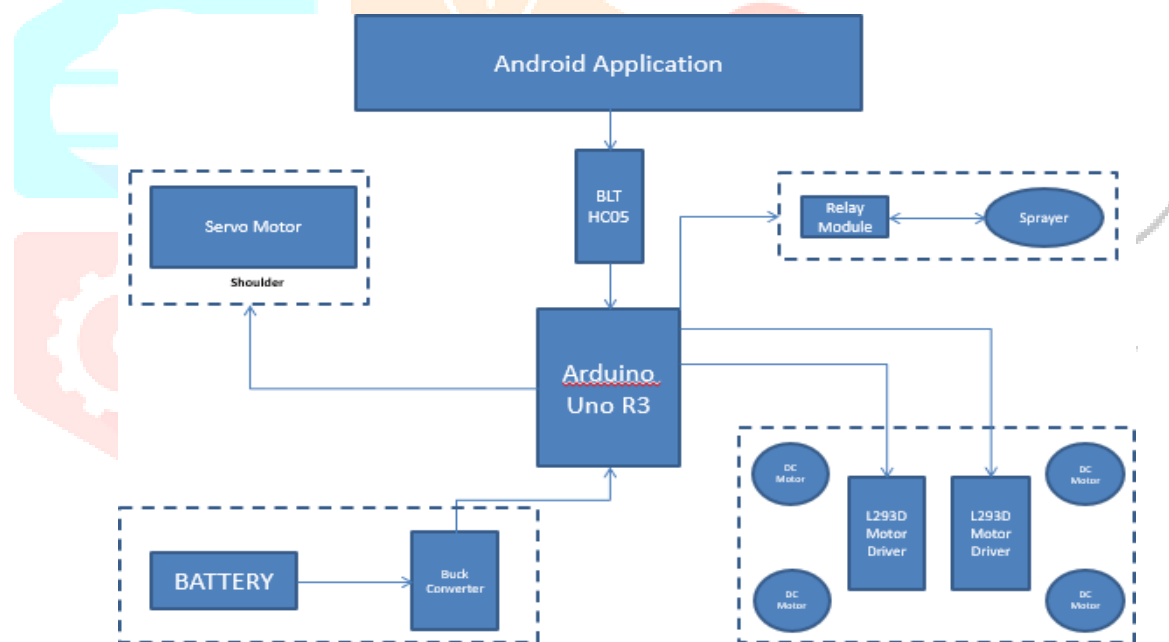 Android Application
BLT
HC05
Servo Motor
Shoulder
Relay
Module
Sprayer
Arduino
Uno R3
BATTERY
Buck
Converter
DC
Motor
L293D
Motor
Driver
L293D
Motor
Driver
DC
Motor
DC
Motor
DC
Motor